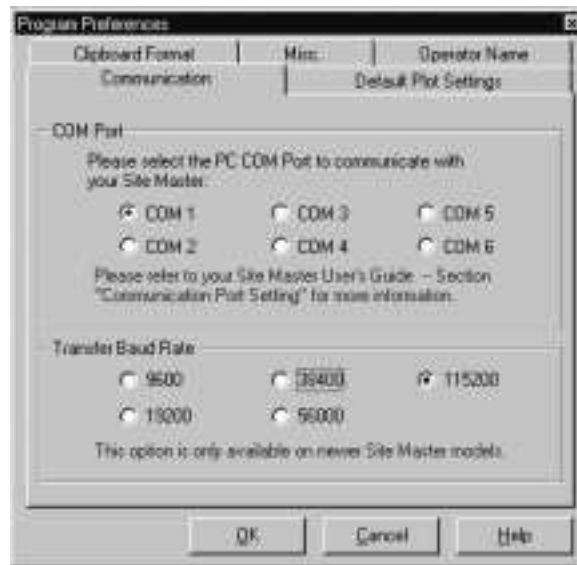 Program Preferences
Clipboard Format
Misc.
Operator Name
Communication
Default Plot Settings
COM Port
Please select the PC COM Port to communicate with
your Site Master.
COM 1
COM 3
COM 5
COM 2
COM 4
COM 6
Please refer to your Site Master User's Guide -- Section
"Communication Port Setting" for more information.
Transfer Baud Rate
9600
38400
115200
19200
56000
This option is only available on newer Site Master models.
OK
Cancel
Help